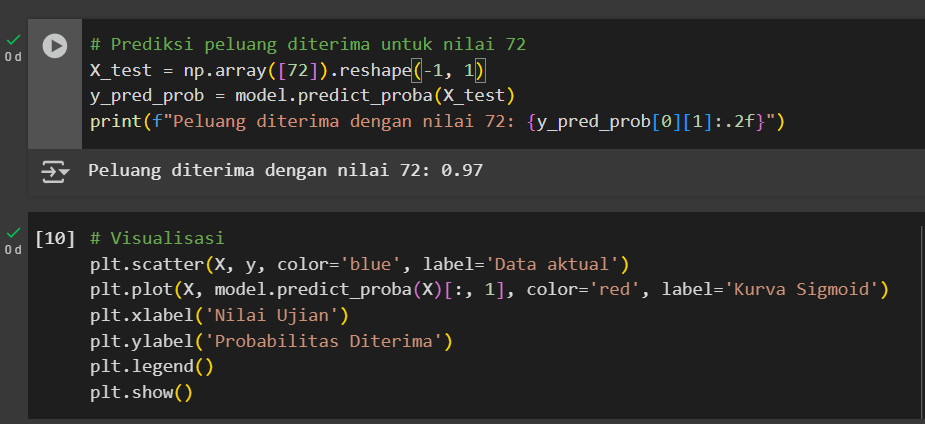 # Prediksi peluang diterima untuk nilai 72
0 d
X_test = np.array([72]).reshape(-1, 1)
y_pred_prob = model.predict_proba(X_test)
print(f"Peluang diterima dengan nilai 72: {y_pred_prob[0][1]:.2f}")
Peluang diterima dengan nilai 72: 0.97
[10] # Visualisasi
0 d
plt.scatter(X, y, color='blue', label='Data aktual')
plt.plot(X, model.predict_proba(X)[:, 1], color='red', label='Kurva Sigmoid')
plt.xlabel('Nilai Ujian')
plt.ylabel('Probabilitas Diterima')
plt.legend()
plt.show()